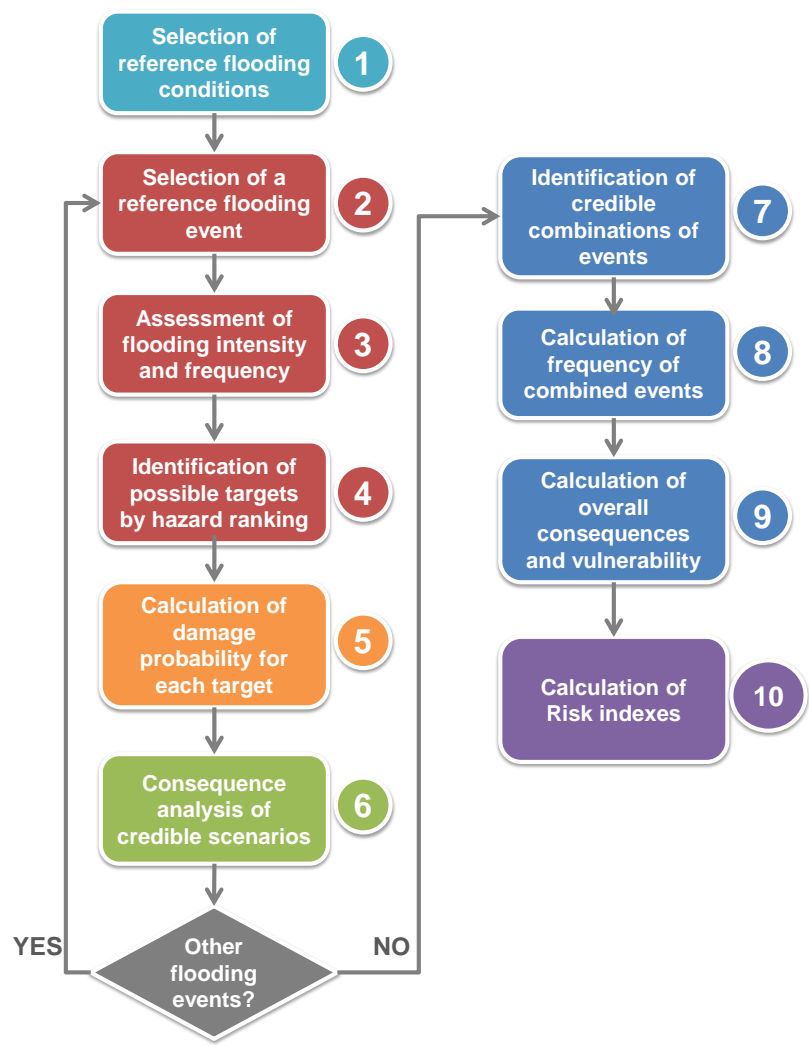 Selection of
reference flooding
conditions
1
Selection of a
reference flooding
event
2
Assessment of
flooding intensity
and frequency
3
Identification of
possible targets
by hazard ranking
4
Calculation of
damage
probability for
each target
5
Consequence
analysis of
credible scenarios
6
YES
Other
flooding
events?
NO
Identification of
credible
combinations of
events
7
Calculation of
frequency of
combined events
8
Calculation of
overall
consequences
and vulnerability
9
Calculation of
Risk indexes
10